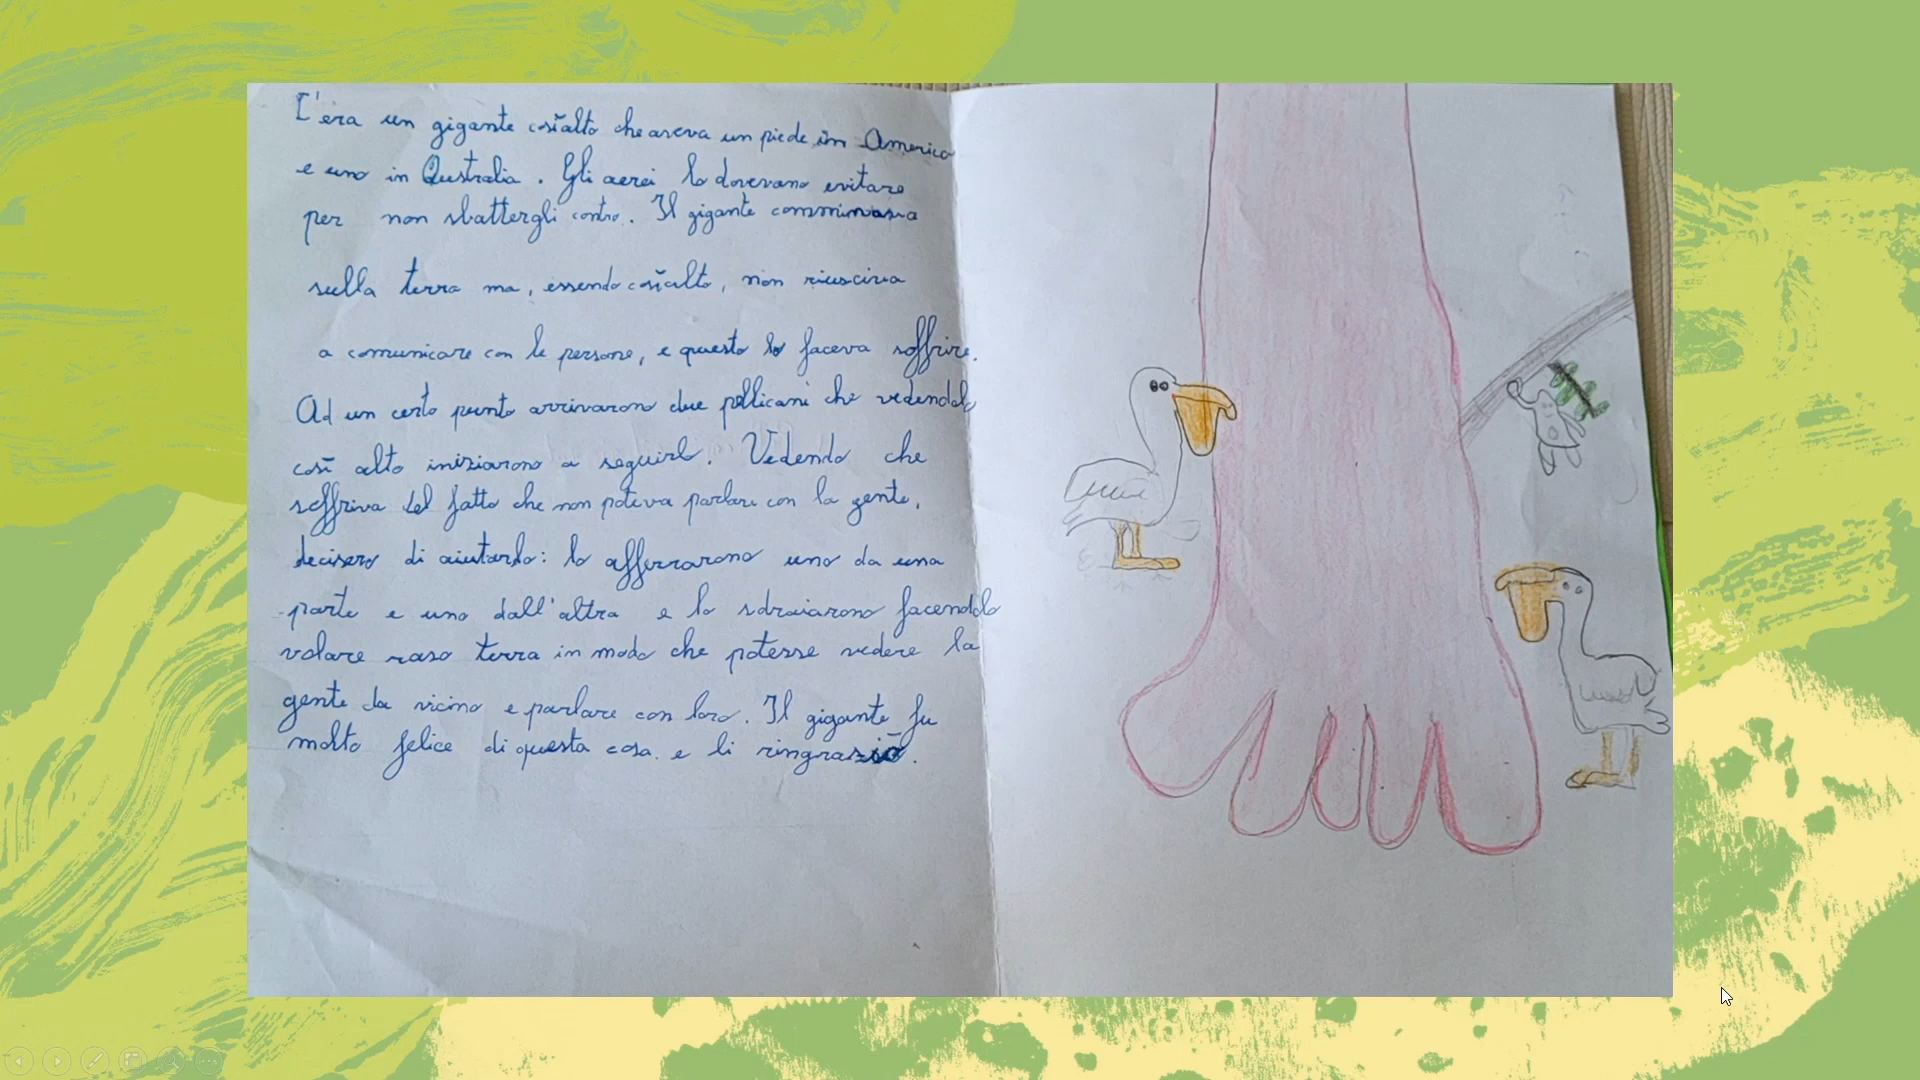 C'era un gigante così alto che aveva un piede in America
e uno in Australia. Gli aerei lo dovevano evitare
per non sbattergli contro. Il gigante camminava
sulla terra ma, essendo così alto, non riusciva
a comunicare con le persone, e questo lo faceva soffrire.
Ad un certo punto arrivarono due pellicani che vedendolo
così alto iniziarono a seguirlo. Vedendo che
soffriva del fatto che non poteva parlare con la gente,
decisero di aiutarlo: lo afferrarono uno da una
parte e uno dall'altra e lo sdraiarono facendolo
volare raso terra in modo che potesse vedere la
gente da vicino e parlare con loro. Il gigante fu
molto felice di questa cosa e li ringraziò.